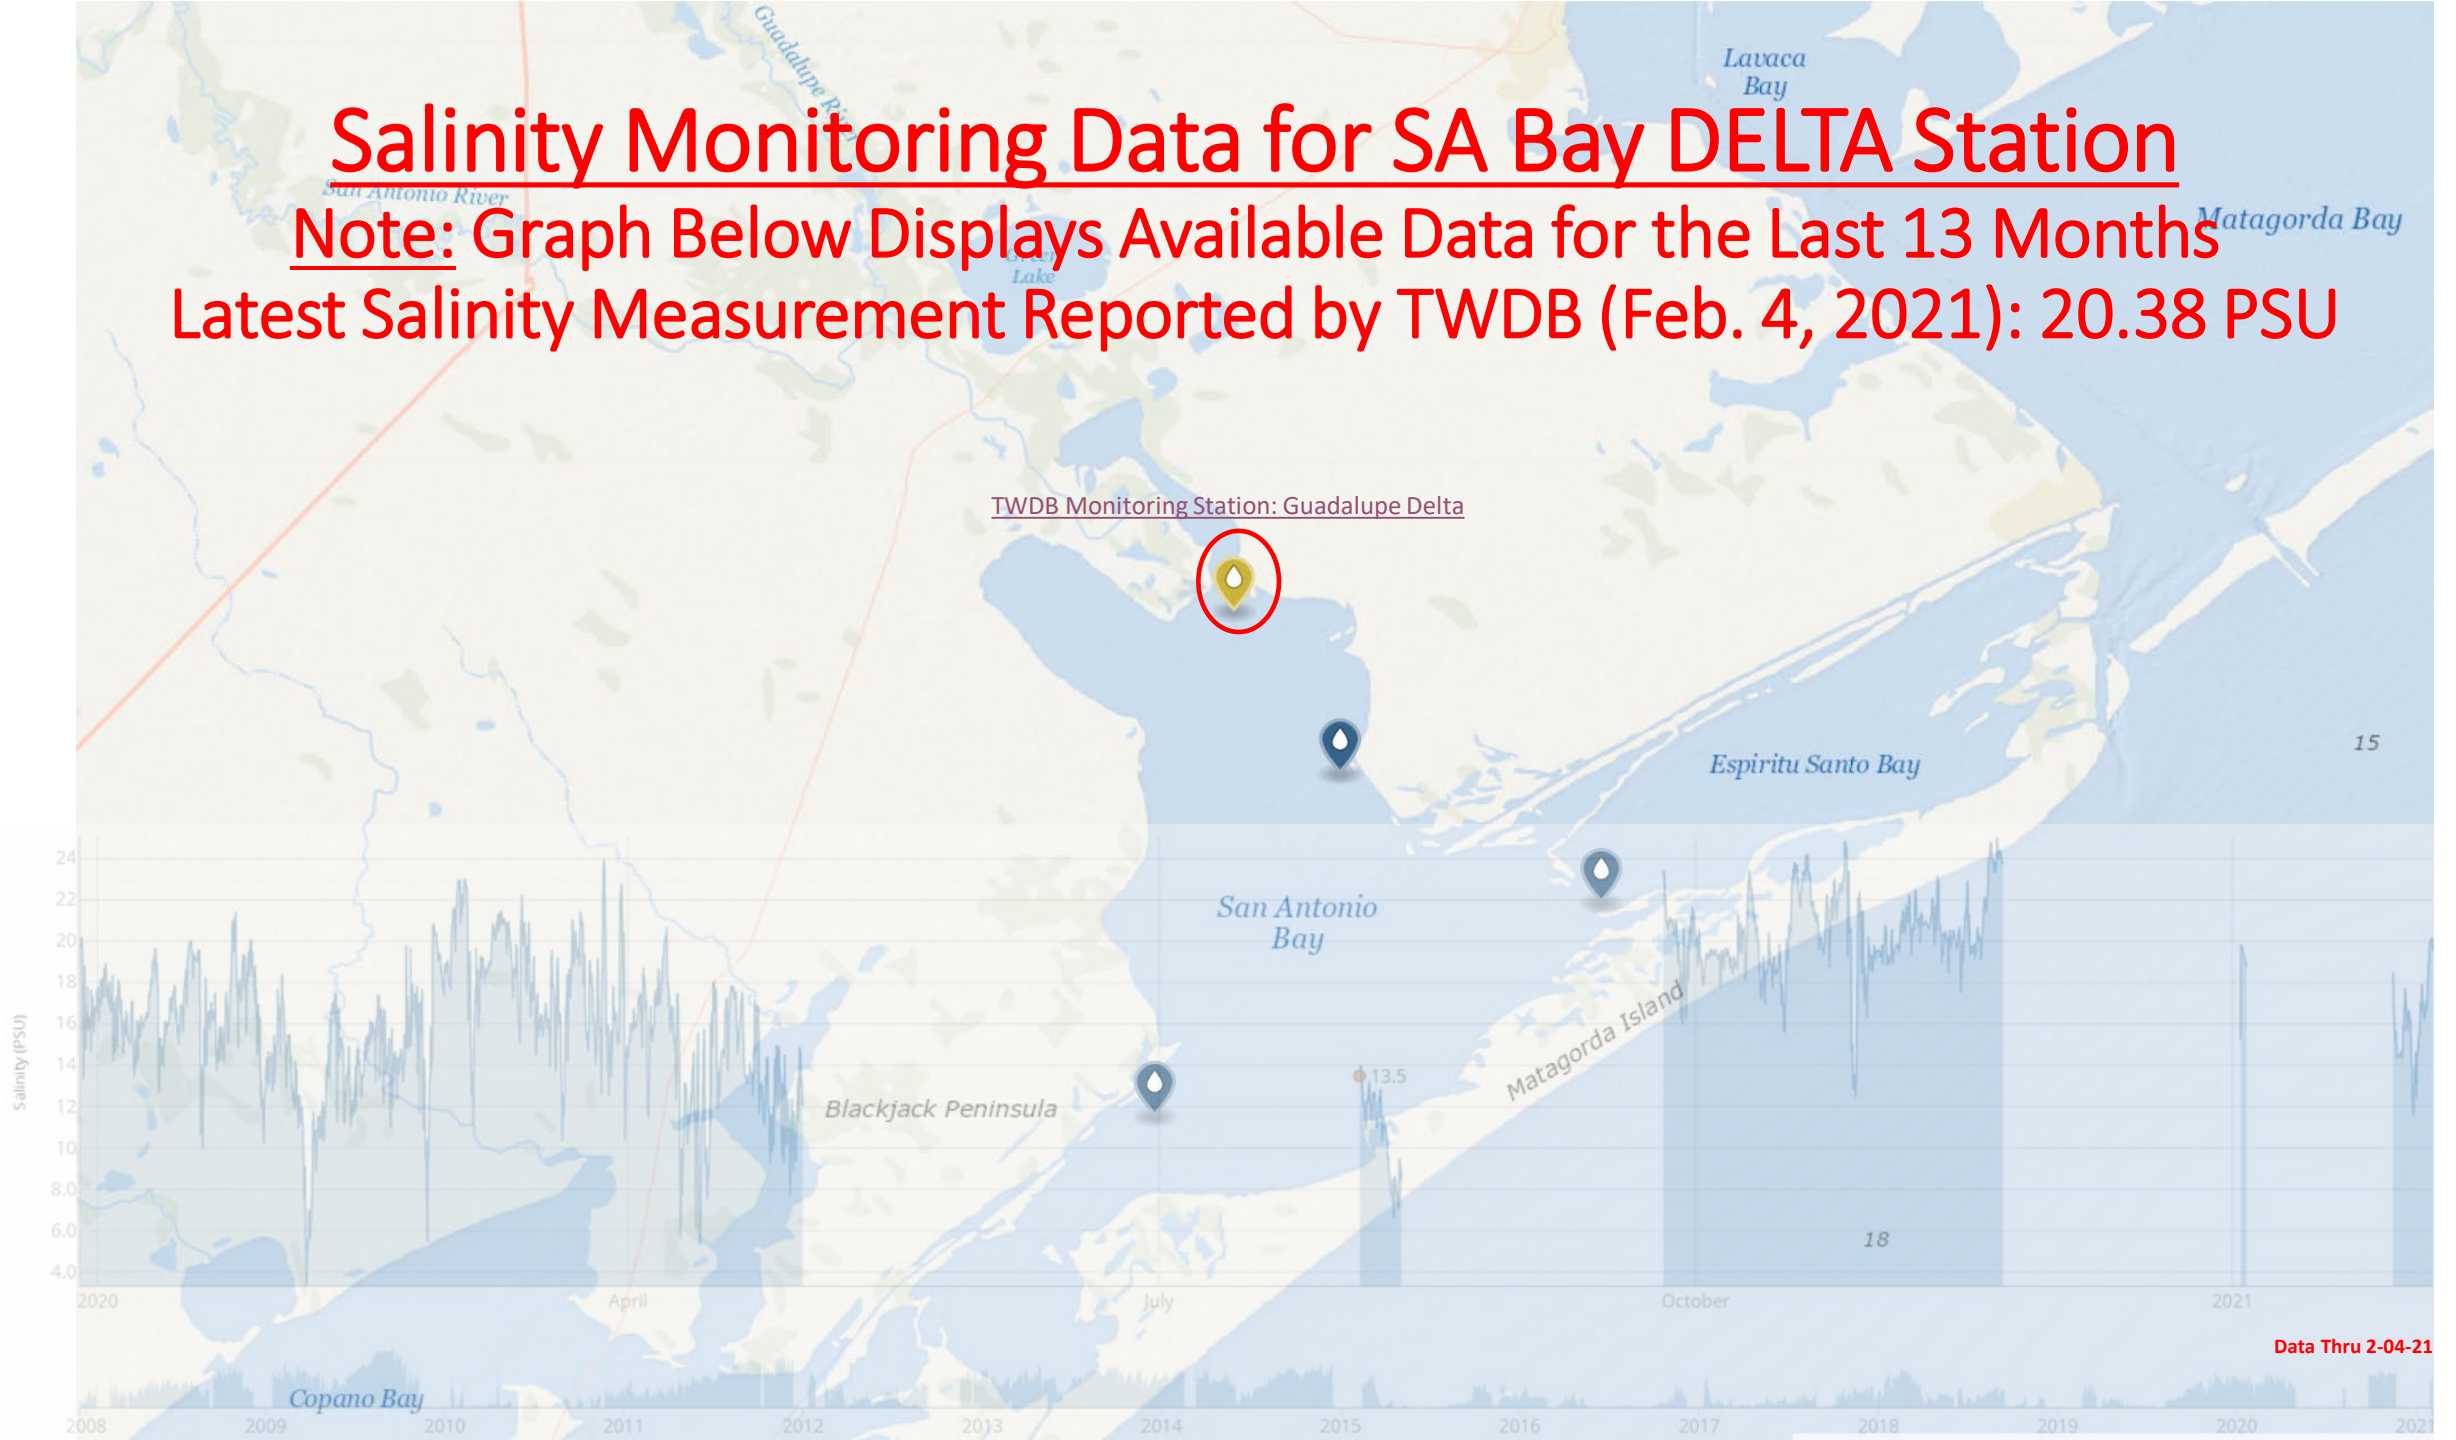 Guadalupe River
Lavaca
Bay
Salinity Monitoring Data for SA Bay DELTA Station
San Antonio River
Note: Graph Below Displays Available Data for the Last 13 Months
Matagorda Bay
Lake
Latest Salinity Measurement Reported by TWDB (Feb. 4, 2021): 20.38 PSU
TWDB Monitoring Station: Guadalupe Delta
15
Espiritu Santo Bay
24
22
San Antonio
Bay
20
18
Matagorda Island
16
Salinity (PSU)
14
13.5
12
Blackjack Peninsula
10
8.0
6.0
18
4.0
2020 April July October 2021
Data Thru 2-04-21
Copano Bay
2008 2009 2010 2011 2012 2013 2014 2015 2016 2017 2018 2019 2020 2021